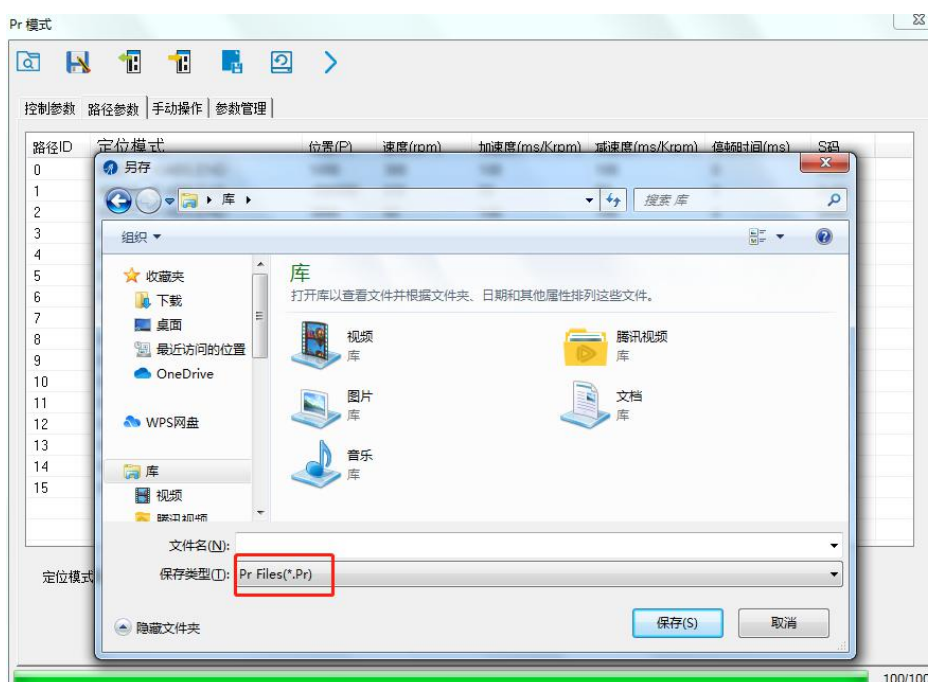 Pr 模式
控制参数 路径参数 手动操作 参数管理
路径ID 定位模式 位置(P) 速度(rpm) 加速度(ms/Krpm) 减速度(ms/Krpm) 停顿时间(ms) S码
0
1
2
3
4
5
6
7
8
9
10
11
12
13
14
15
另存
库
搜索 库
组织
收藏夹
下载
桌面
最近访问的位置
OneDrive
WPS网盘
库
视频
腾讯视频
库
打开库以查看文件并根据文件夹、日期和其他属性排列这些文件。
视频
库
腾讯视频
库
图片
库
文档
库
音乐
库
文件名(N):
保存类型(T): Pr Files(*.Pr)
隐藏文件夹
保存(S) 取消
定位模式
100/100